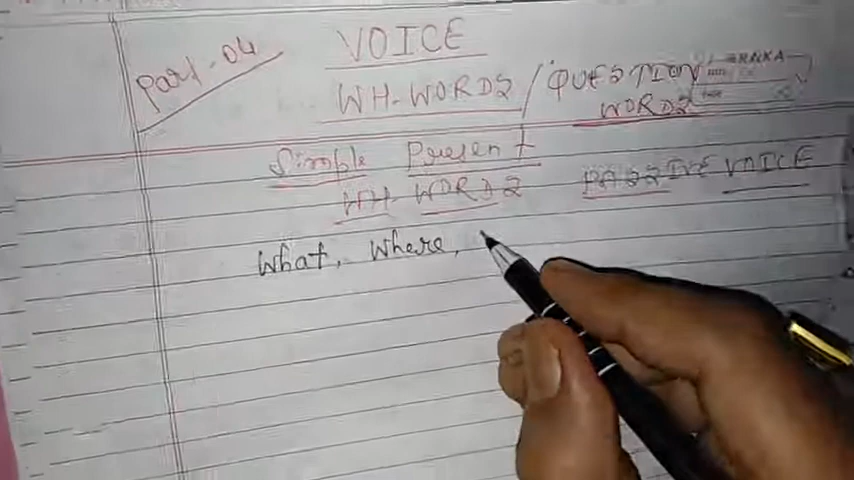 Part - 04
VOICE
WH-WORDS / QUESTION
WORDS
Simple Present
WH- WORDS PASSIVE VOICE
What, Where,